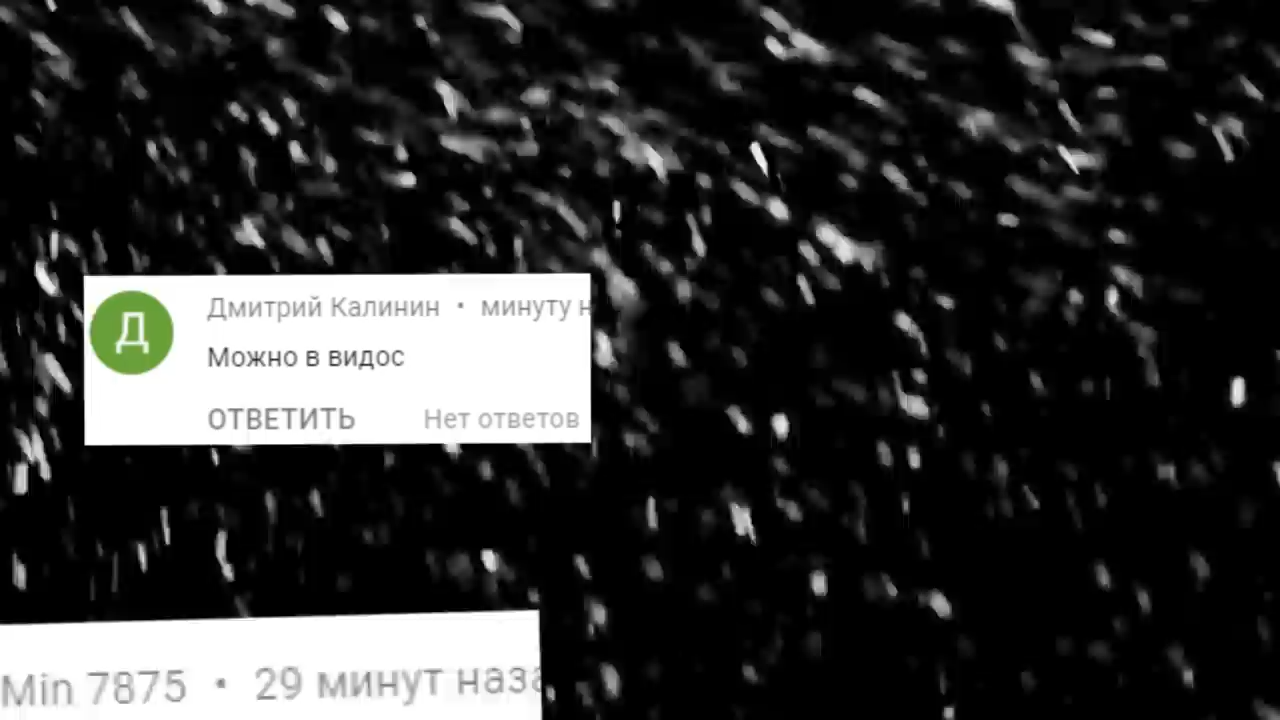 Д
Дмитрий Калинин • минуту
Можно в видос
ОТВЕТИТЬ Нет ответов
Min 7875 • 29 минут